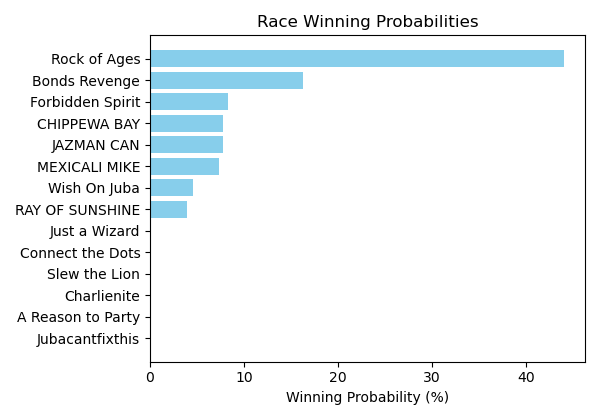 Race Winning Probabilities
Rock of Ages
Bonds Revenge
Forbidden Spirit
CHIPPEWA BAY
JAZMAN CAN
MEXICALI MIKE
Wish On Juba
RAY OF SUNSHINE
Just a Wizard
Connect the Dots
Slew the Lion
Charlienite
A Reason to Party
Jubacantfixthis
0 10 20 30 40
Winning Probability (%)